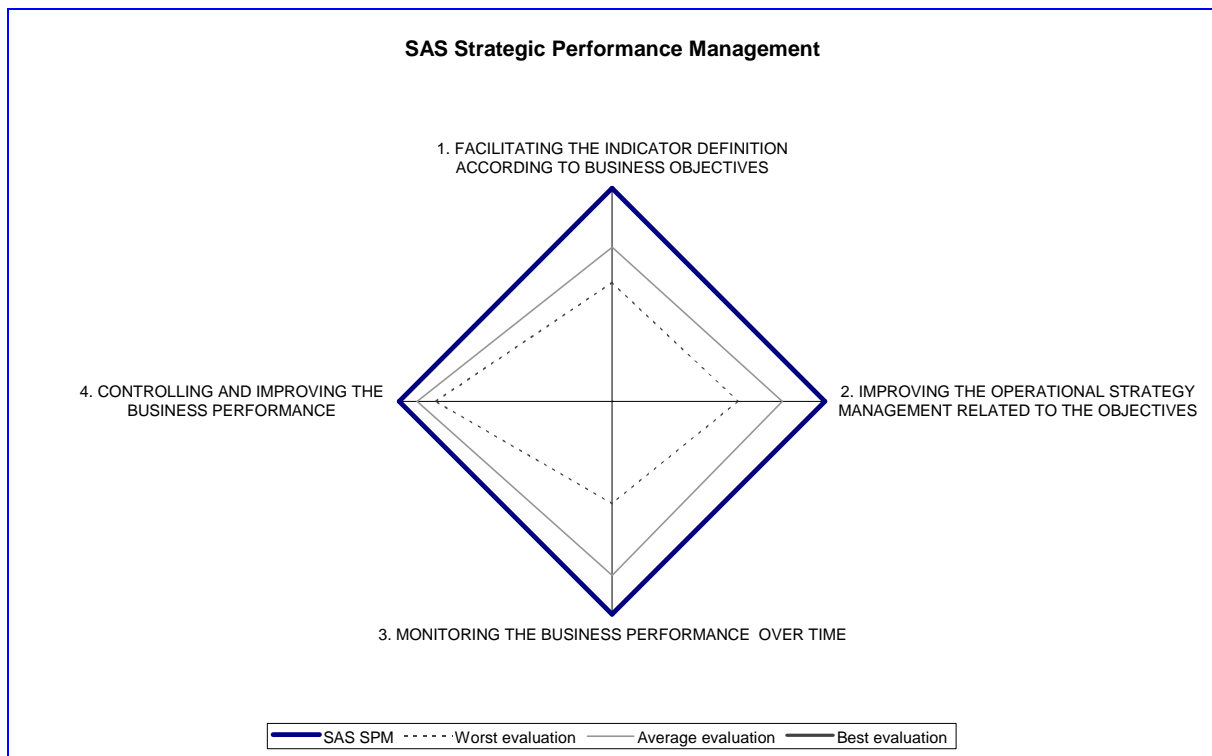 SAS Strategic Performance Management
1. FACILITATING THE INDICATOR DEFINITION
ACCORDING TO BUSINESS OBJECTIVES
4. CONTROLLING AND IMPROVING THE
BUSINESS PERFORMANCE
2. IMPROVING THE OPERATIONAL STRATEGY
MANAGEMENT RELATED TO THE OBJECTIVES
3. MONITORING THE BUSINESS PERFORMANCE  OVER TIME
SAS SPM Worst evaluation Average evaluation Best evaluation